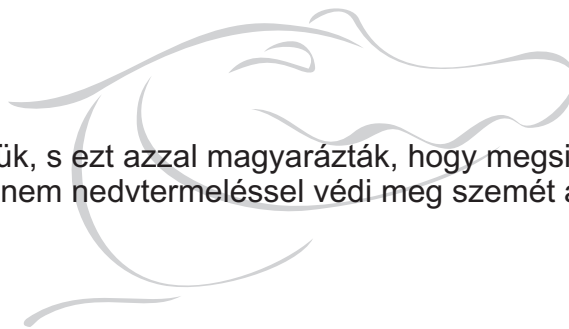 ük, s ezt azzal magyarázták, hogy megsi
nem nedvtermeléssel védi meg szemét a